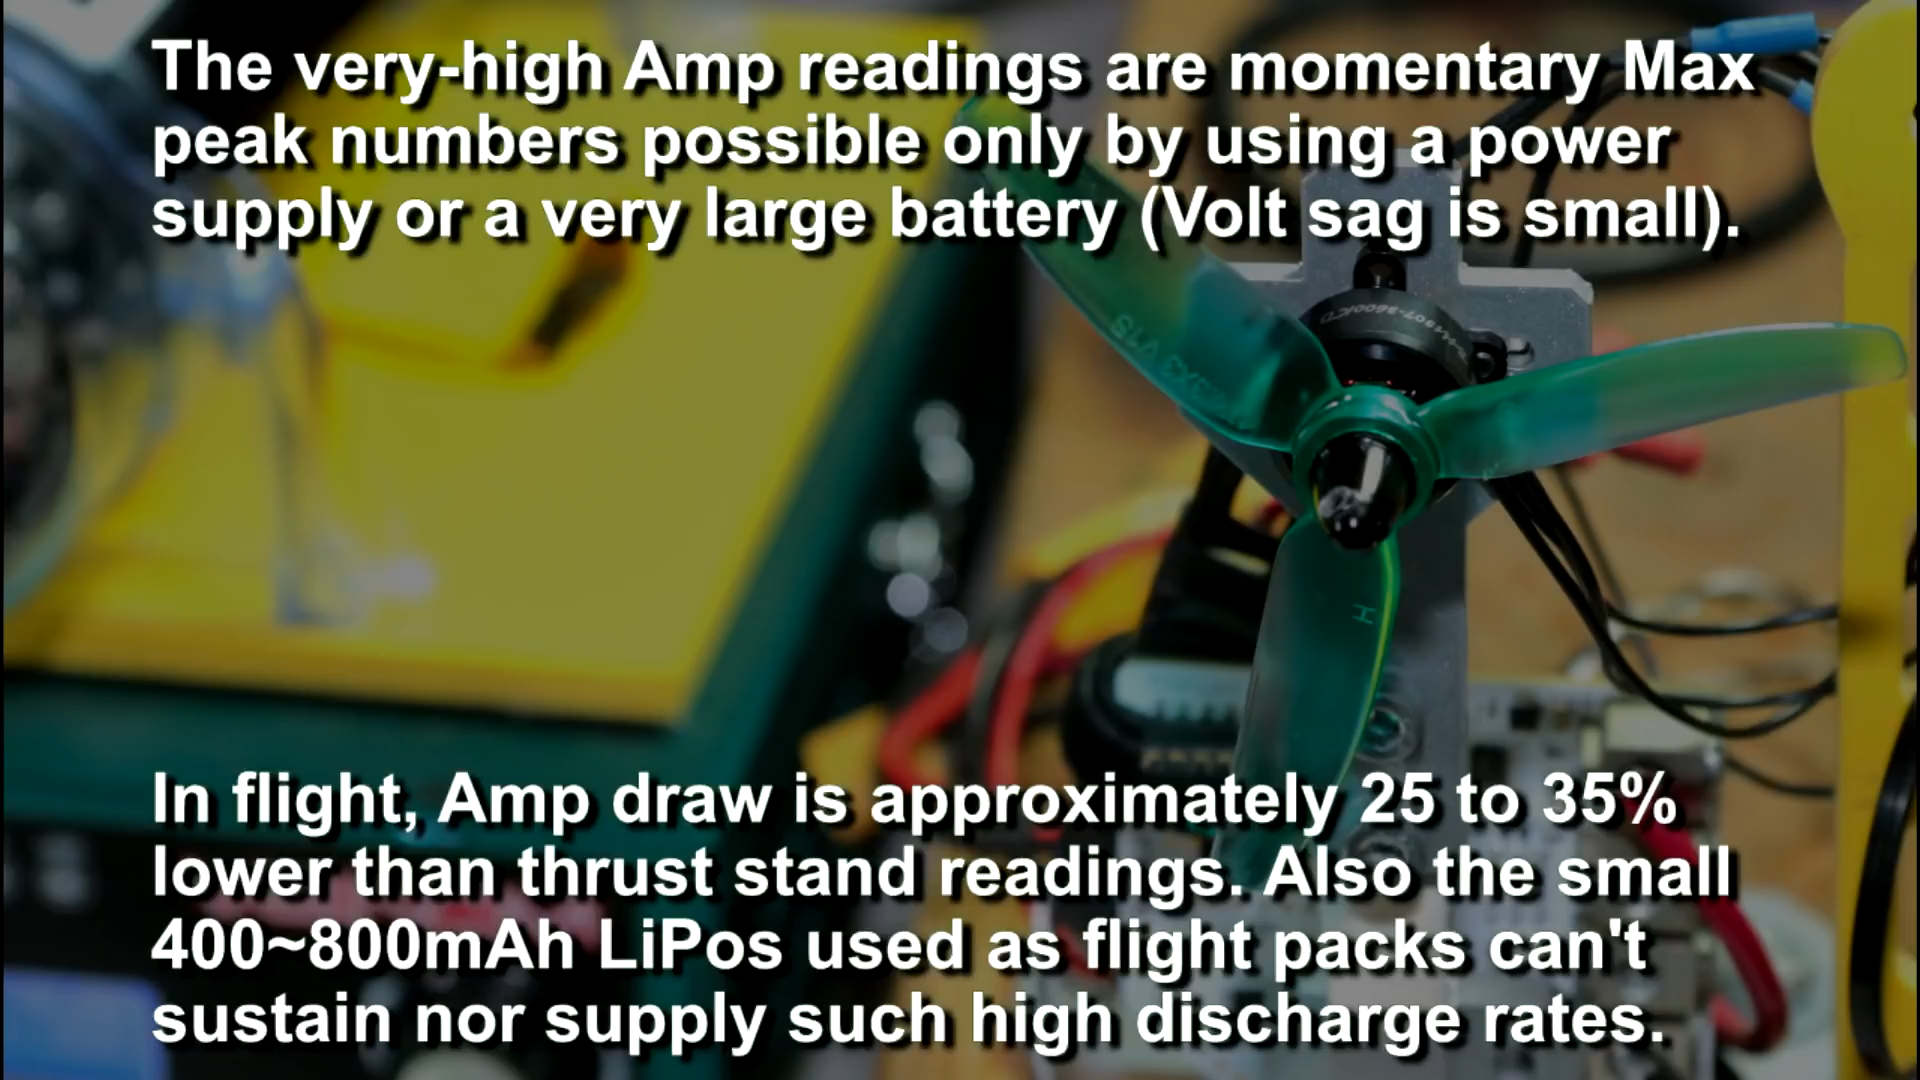 The very-high Amp readings are momentary Max
peak numbers possible only by using a power
supply or a very large battery (Volt sag is small).
In flight, Amp draw is approximately 25 to 35%
lower than thrust stand readings. Also the small
400~800mAh LiPos used as flight packs can't
sustain nor supply such high discharge rates.